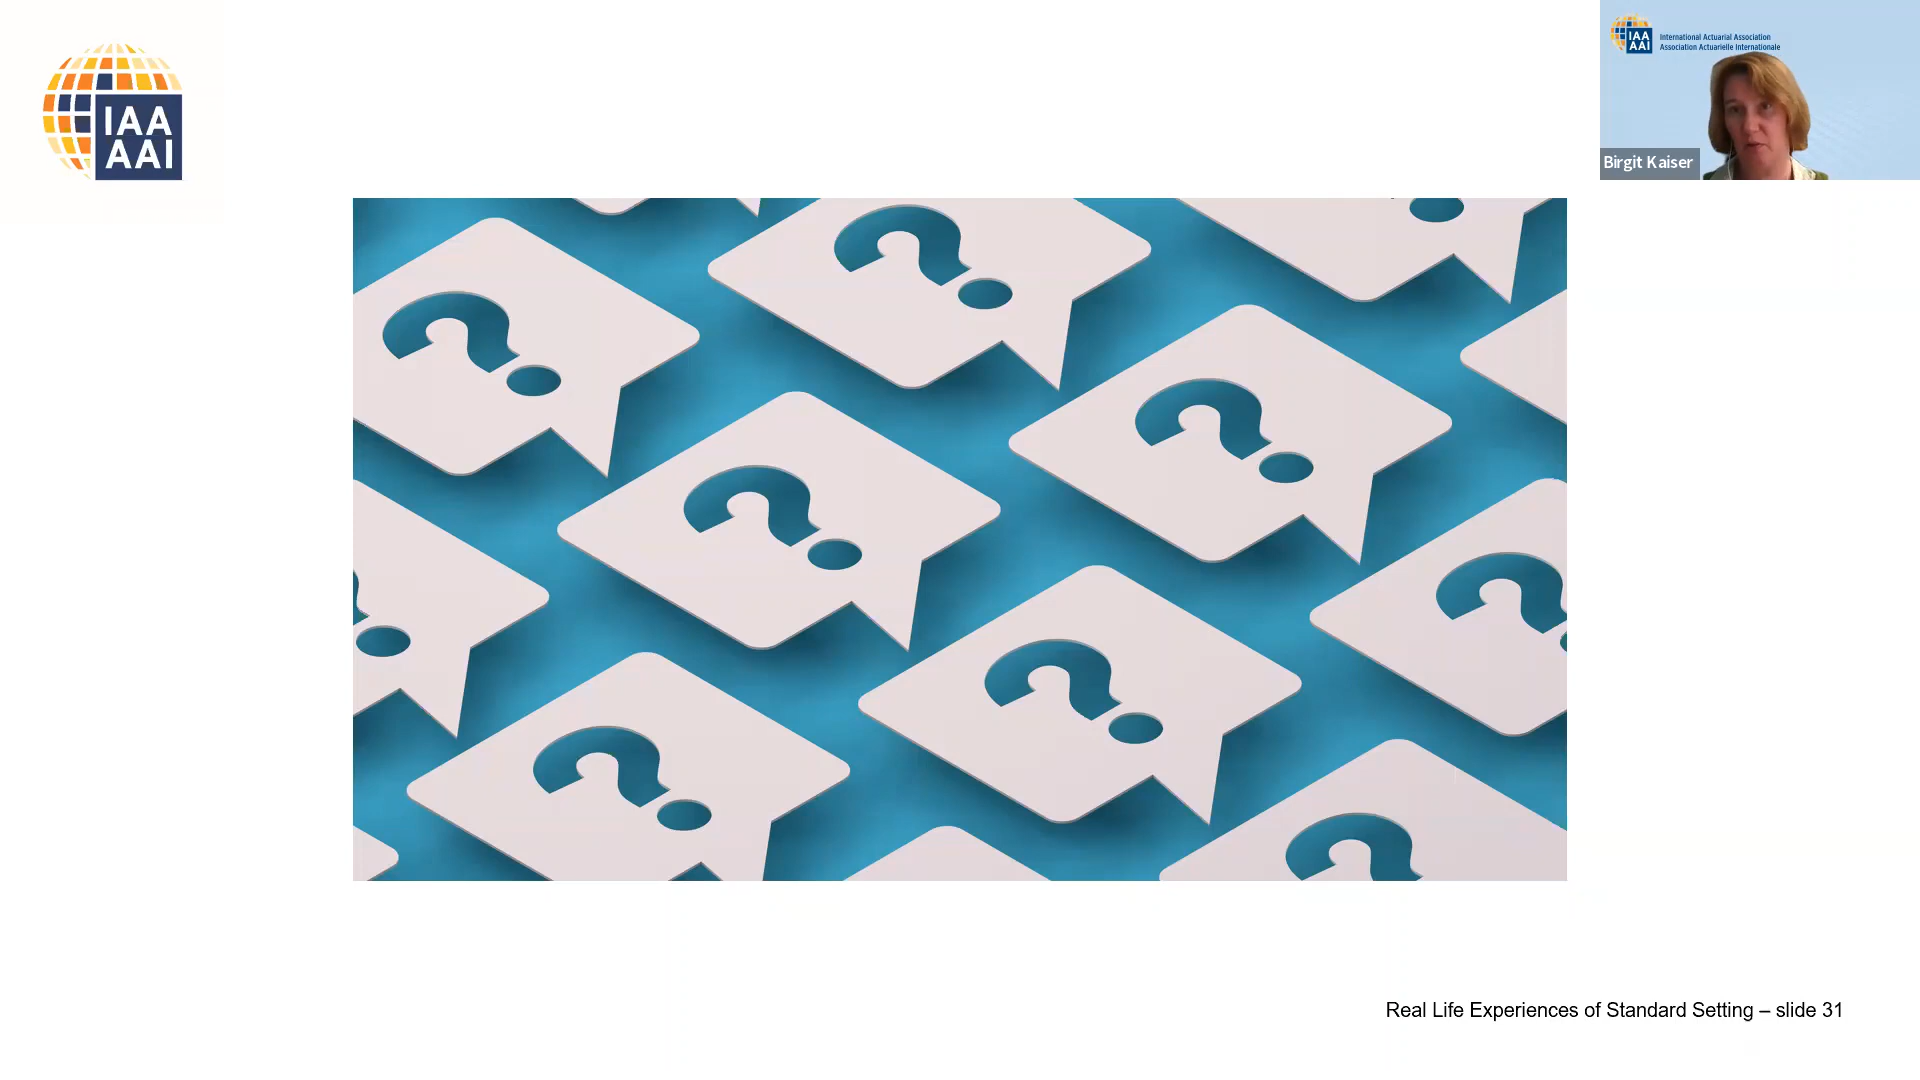 IAA
AAI
IAA
AAI
International Actuarial Association
Association Actuarielle Internationale
Birgit Kaiser
? ? ? ? ? ? ? ? ?
Real Life Experiences of Standard Setting – slide 31